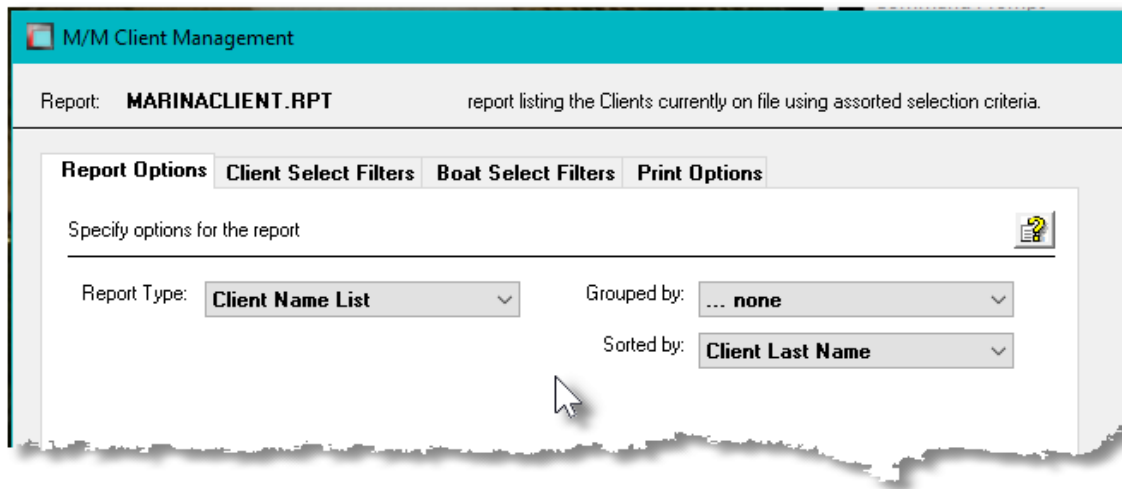 M/M Client Management
Report: MARINACLIENT.RPT report listing the Clients currently on file using assorted selection criteria.
Report Options Client Select Filters Boat Select Filters Print Options
Specify options for the report
Report Type: Client Name List Grouped by: ... none
Sorted by: Client Last Name